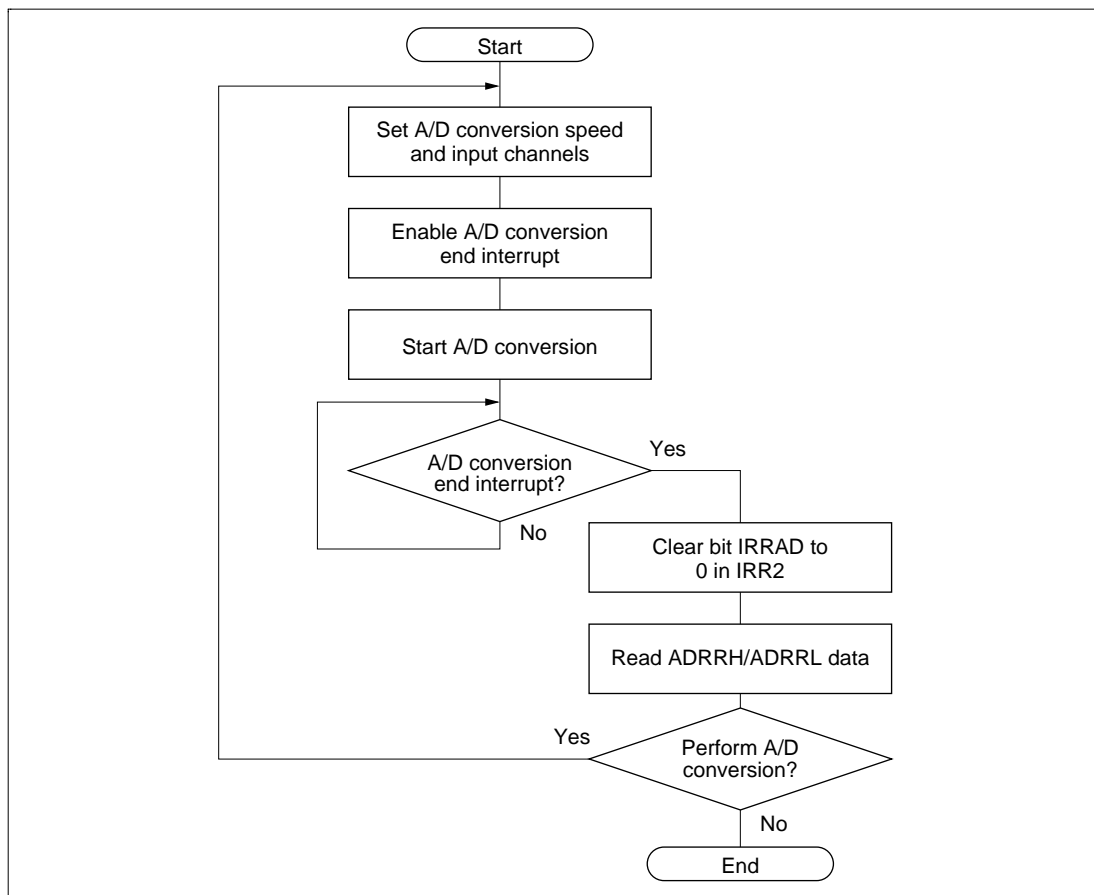 Start
Set A/D conversion speed
and input channels
Enable A/D conversion
end interrupt
Start A/D conversion
A/D conversion
end interrupt?
Yes
No
Clear bit IRRAD to
0 in IRR2
Read ADRRH/ADRRL data
Perform A/D
conversion?
Yes
No
End